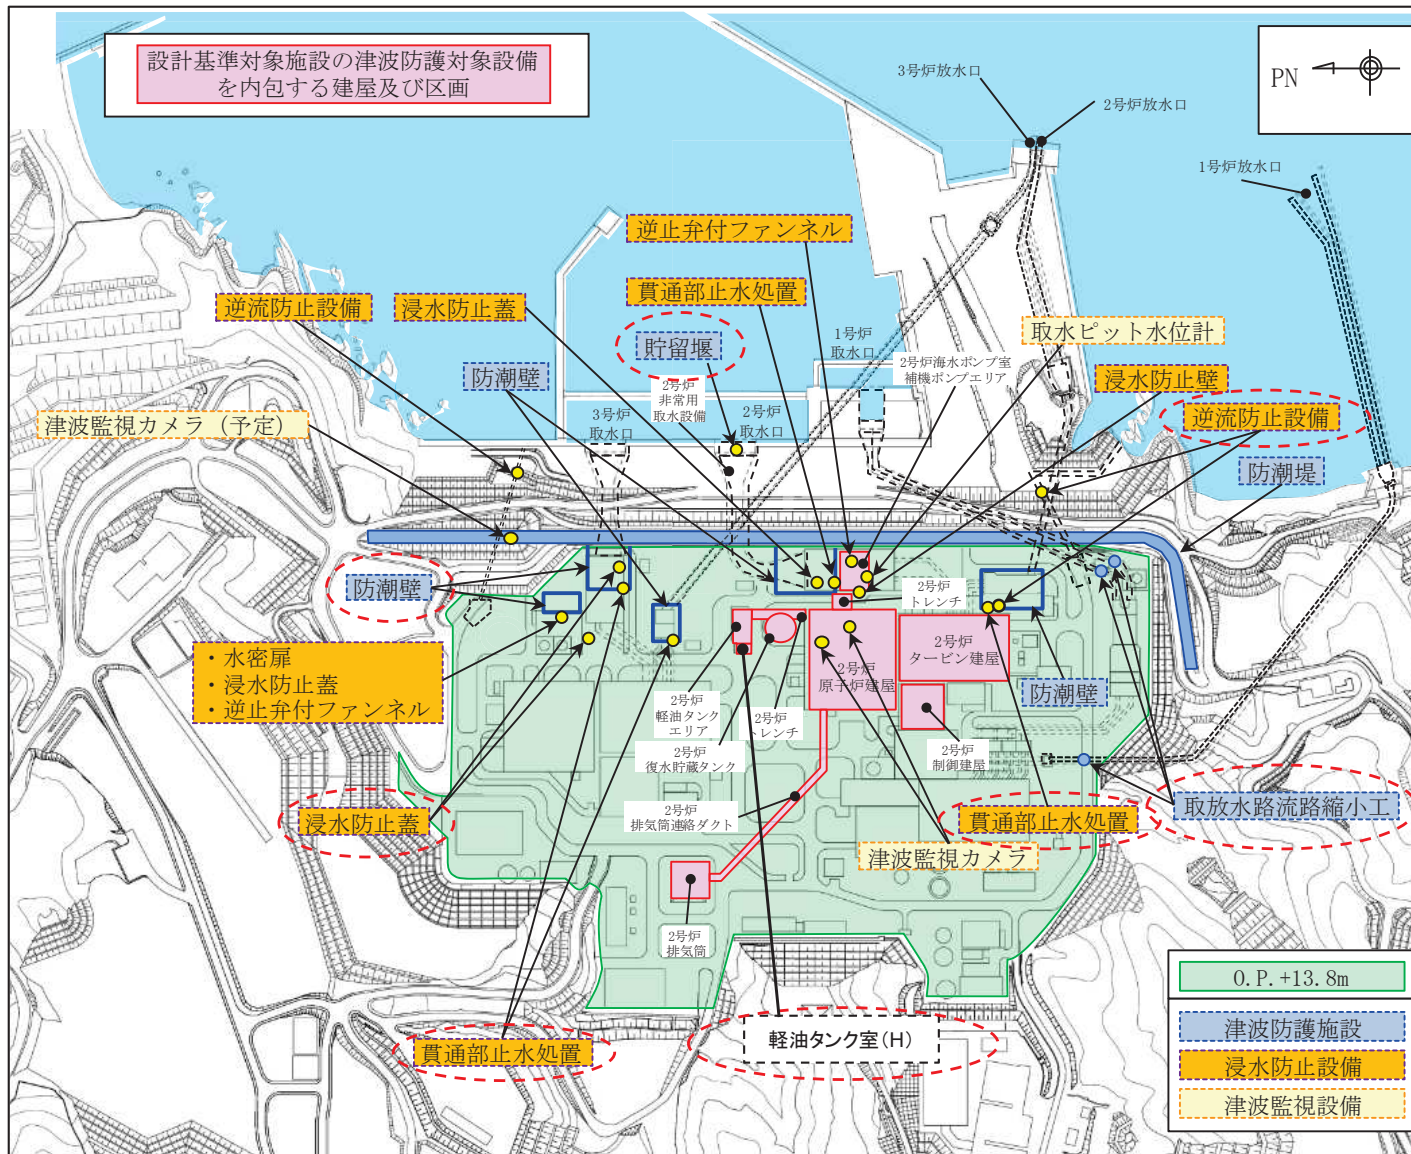 設計基準対象施設の津波防護対象設備
を内包する建屋及び区画
PN
3号炉放水口
2号炉放水口
1号炉放水口
逆止弁付ファンネル
貫通部止水処置
逆流防止設備
浸水防止蓋
貯留堰
1号炉
取水口
2号炉海水ポンプ室
補機ポンプエリア
取水ピット水位計
防潮壁
2号炉
非常用
取水設備
浸水防止壁
逆流防止設備
津波監視カメラ（予定）
3号炉
取水口
2号炉
取水口
防潮堤
防潮壁
2号炉
トレンチ
・水密扉
・浸水防止蓋
・逆止弁付ファンネル
2号炉
原子炉建屋
2号炉
タービン建屋
防潮壁
2号炉
軽油タンク
エリア
2号炉
トレンチ
2号炉
復水貯蔵タンク
2号炉
制御建屋
浸水防止蓋
2号炉
排気筒連絡ダクト
貫通部止水処置
取放水路流路縮小工
津波監視カメラ
2号炉
排気筒
貫通部止水処置
軽油タンク室(H)
O.P.+13.8m
津波防護施設
浸水防止設備
津波監視設備